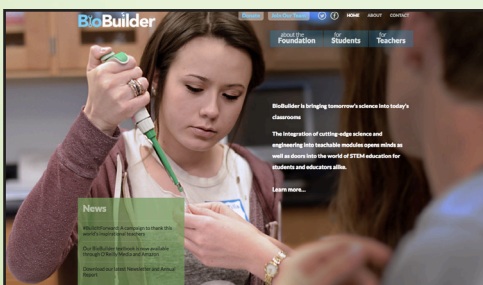 BioBuilder
Donate Join Our Team HOME ABOUT CONTACT
about the
Foundation
for
Students
for
Teachers
BioBuilder is bringing tomorrow's science into today's
classrooms
The integration of cutting-edge science and
engineering into teachable modules opens minds as
well as doors into the world of STEM education for
students and educators alike.
Learn more...
News
#BuildItForward: A campaign to thank this
world's inspirational teachers
Our BioBuilder textbook is now available
through O'Reilly Media and Amazon
Download our latest Newsletter and Annual
Report